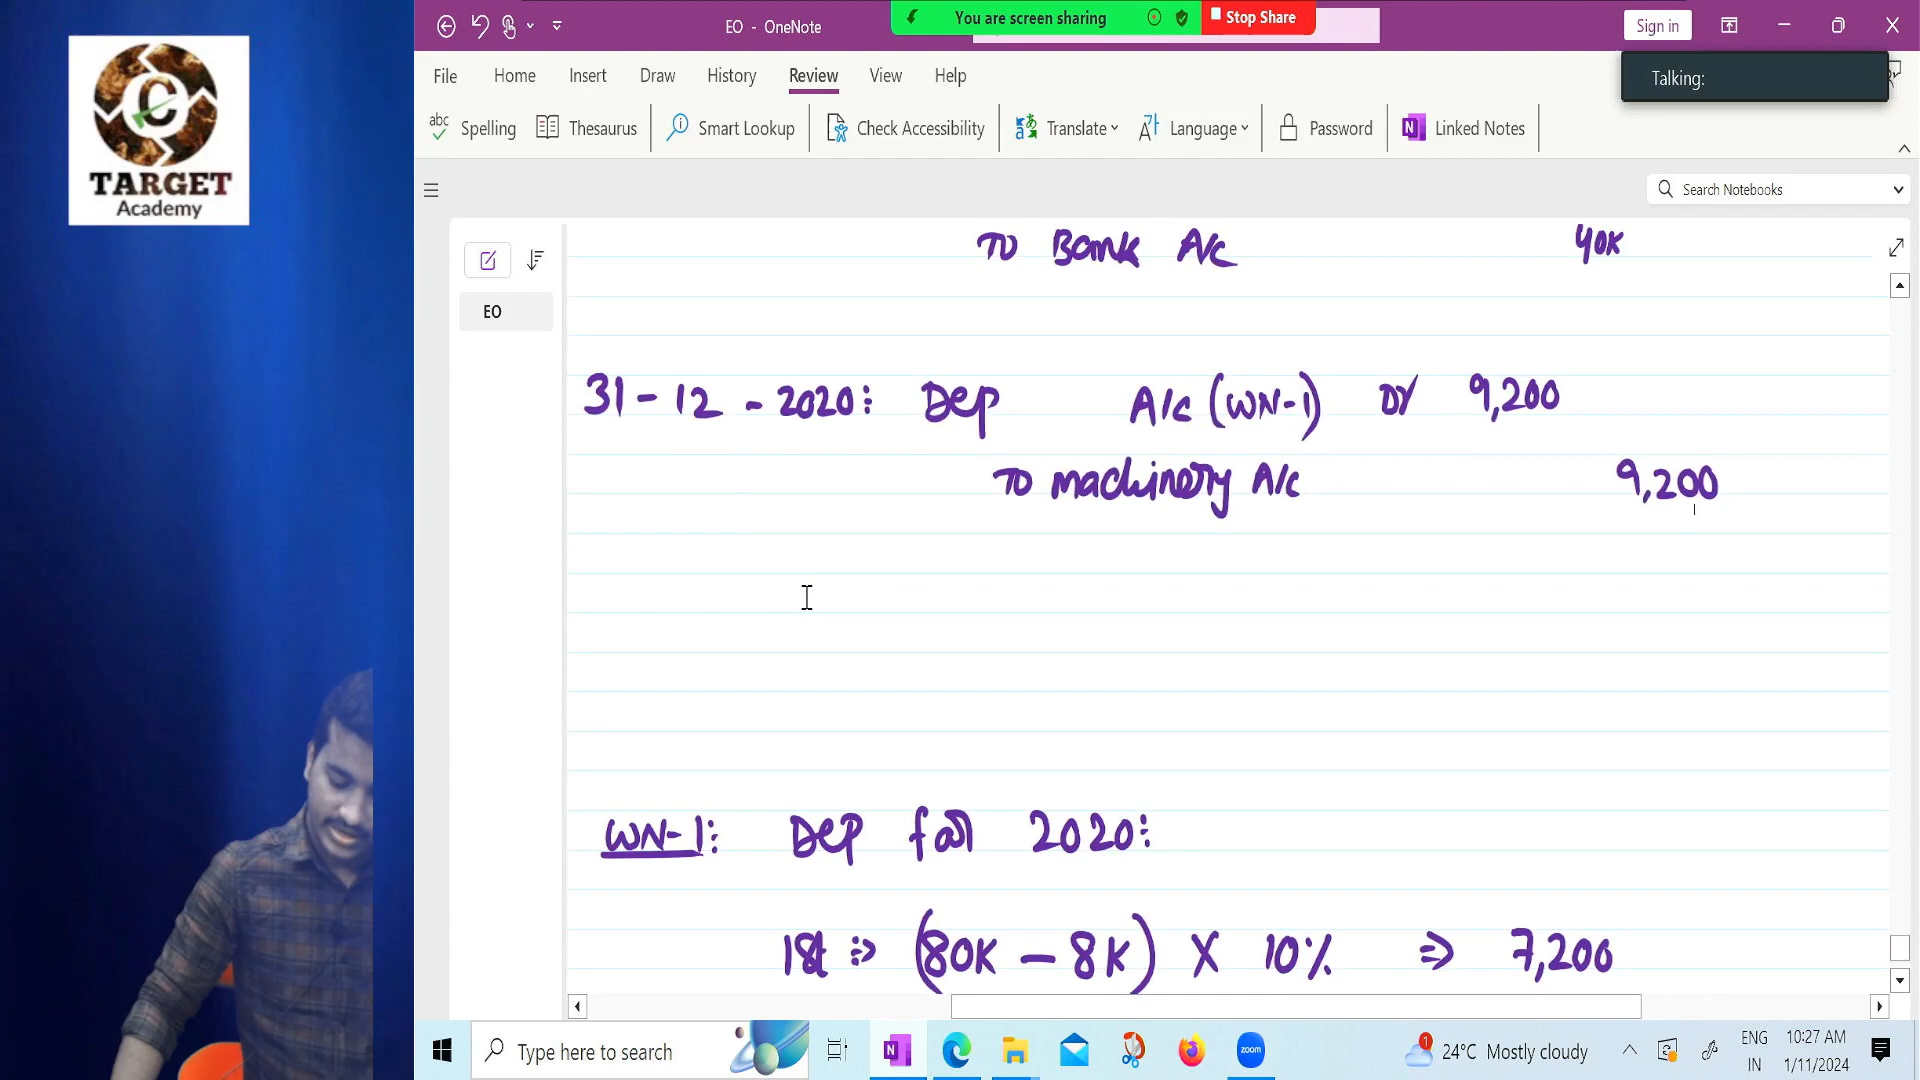 TARGET
Academy
EO - OneNote
You are screen sharing
Stop Share
Sign in
Talking:
File Home Insert Draw History Review View Help
abc Spelling Thesaurus Smart Lookup Check Accessibility Translate Language Password Linked Notes
Search Notebooks
EO
To Bank A/c 40K
31-12-2020: Dep A/c (WN-1) Dr 9,200
To machinery A/c 9,200
WN-1: Dep for 2020:
1st => (80K - 8K) X 10% => 7,200
Type here to search
zoom
1
24°C Mostly cloudy
ENG
IN
10:27 AM
1/11/2024